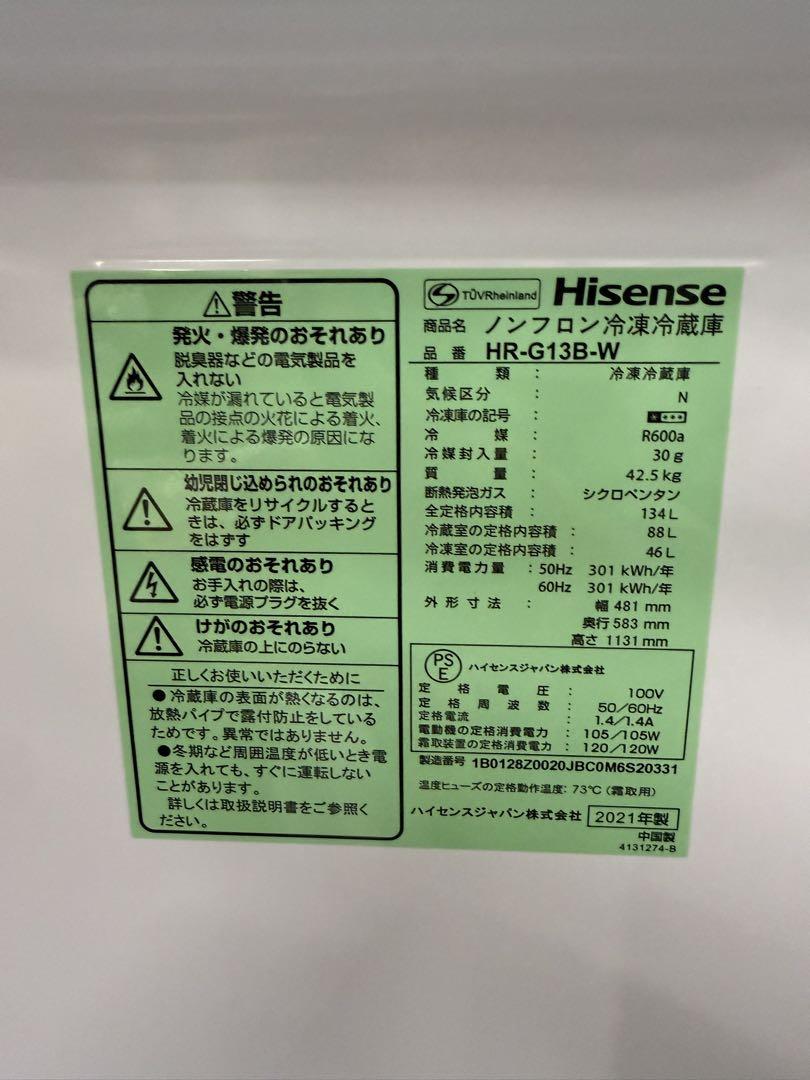 ⚠警告
発火・爆発のおそれあり
脱臭器などの電気製品を
入れない
冷媒が漏れていると電気製
品の接点の火花による着火、
着火による爆発の原因にな
ります。
幼児閉じ込められのおそれあり
冷蔵庫をリサイクルすると
きは、必ずドアパッキング
をはずす
感電のおそれあり
お手入れの際は、
必ず電源プラグを抜く
けがのおそれあり
冷蔵庫の上にのらない
正しくお使いいただくために
●冷蔵庫の表面が熱くなるのは、
放熱パイプで露付防止をしている
ためです。異常ではありません。
●冬期など周囲温度が低いとき電
源を入れても、すぐに運転しない
ことがあります。
詳しくは取扱説明書をご参照く
ださい。
TÜVRheinland Hisense
商品名 ノンフロン冷凍冷蔵庫
品番 HR-G13B-W
種類 : 冷凍冷蔵庫
気候区分 : N
冷凍庫の記号 : ****​*
冷媒 : R600a
冷媒封入量 : 30g
質量 : 42.5kg
断熱発泡ガス : シクロペンタン
全定格内容積 : 134L
冷蔵室の定格内容積 : 88L
冷凍室の定格内容積 : 46L
消費電力量 : 50Hz 301 kWh/年
60Hz 301 kWh/年
外形寸法 : 幅 481 mm
奥行 583 mm
高さ 1131 mm
PSE ハイセンスジャパン株式会社
定格電圧 : 100V
定格周波数 : 50/60Hz
定格電流 : 1.4/1.4A
電動機の定格消費電力 : 105/105W
霜取装置の定格消費電力 : 120/120W
製造番号 1B0128Z0020JBC0M6S20331
温度ヒューズの定格動作温度: 73℃(霜取用)
ハイセンスジャパン株式会社 2021年製
中国製
4131274-B